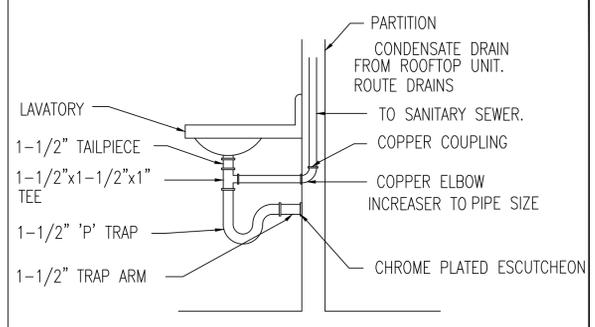 PARTITION
CONDENSATE DRAIN
FROM ROOFTOP UNIT.
ROUTE DRAINS
TO SANITARY SEWER.
COPPER COUPLING
COPPER ELBOW
INCREASER TO PIPE SIZE
CHROME PLATED ESCUTCHEON
LAVATORY
1-1/2" TAILPIECE
1-1/2"x1-1/2"x1"
TEE
1-1/2" 'P' TRAP
1-1/2" TRAP ARM